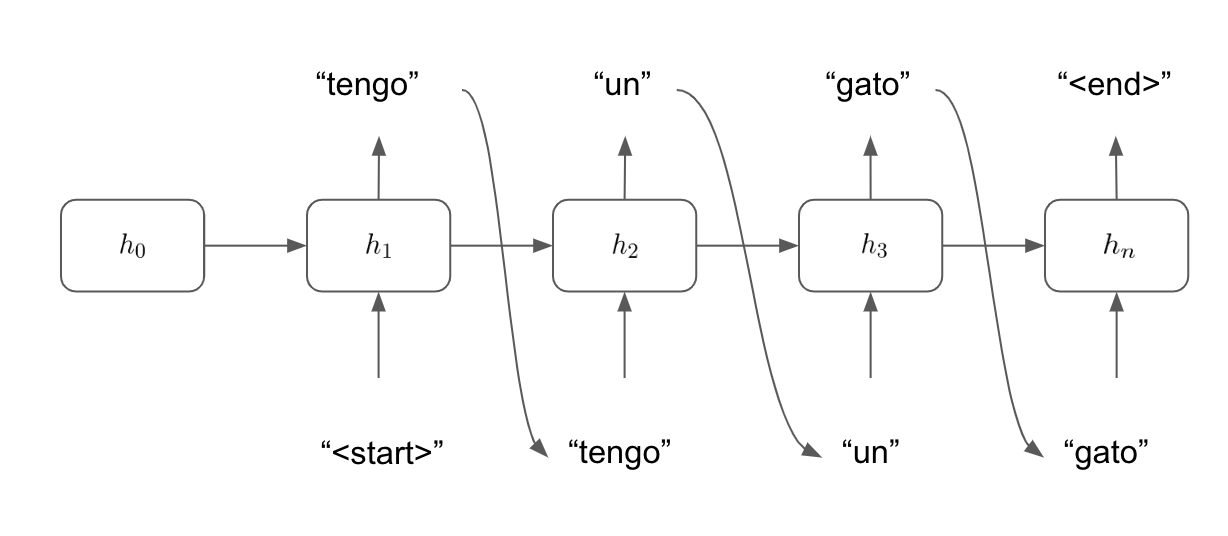 “tengo” “un” “gato” “<end>”
h₀ h₁ h₂ h₃ hₙ
“<start>” “tengo” “un” “gato”